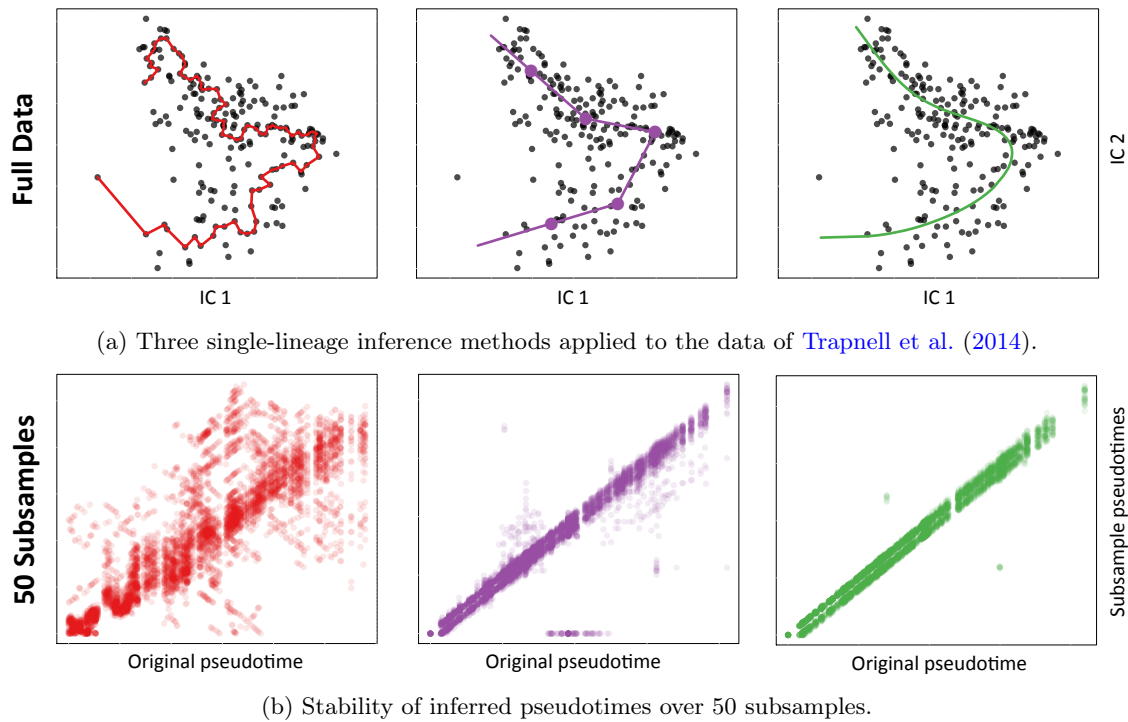 Full Data
IC 1
IC 1
IC 1
IC 2
(a) Three single-lineage inference methods applied to the data of Trapnell et al. (2014).
50 Subsamples
Original pseudotime
Original pseudotime
Original pseudotime
Subsample pseudotimes
(b) Stability of inferred pseudotimes over 50 subsamples.